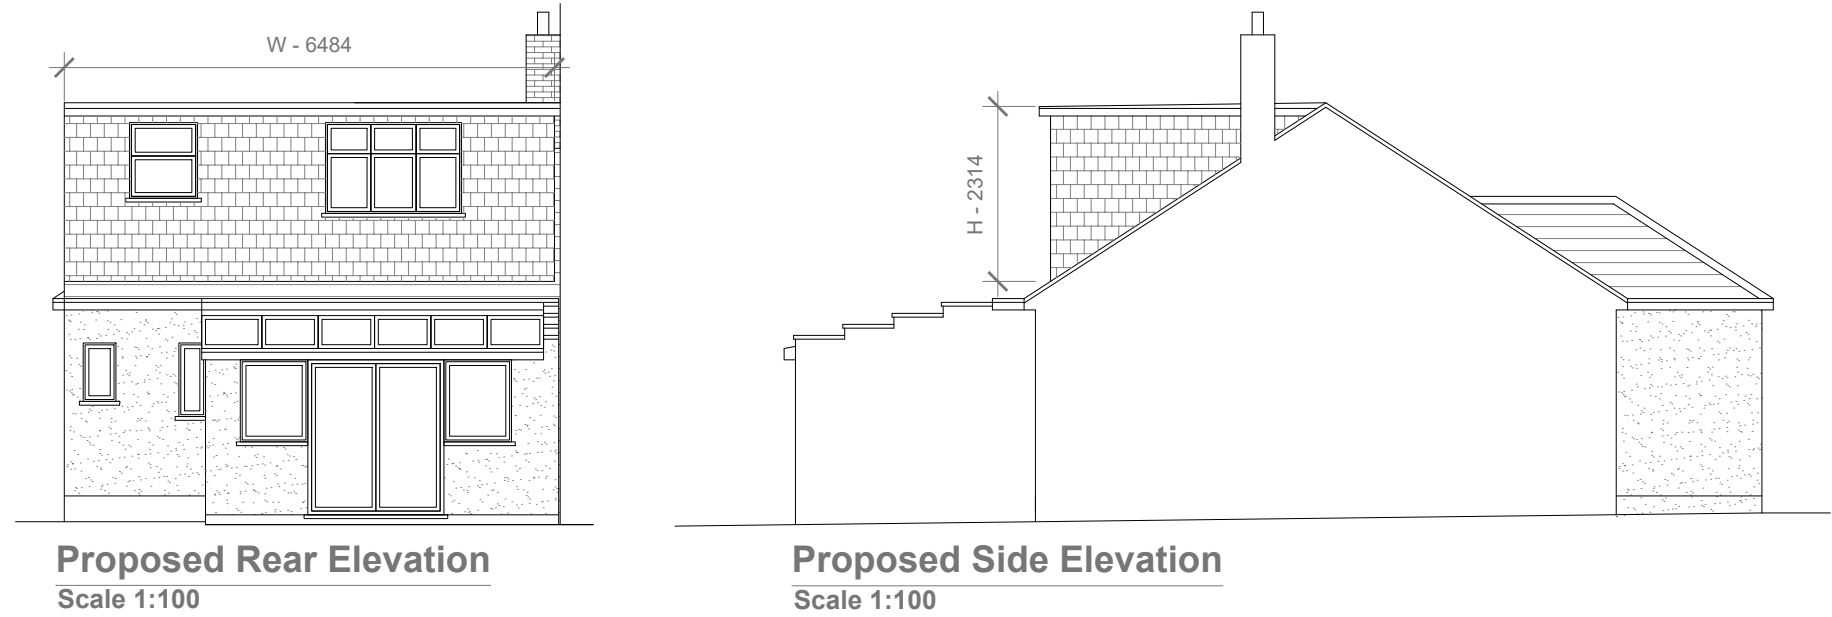 W - 6484
H - 2314
Proposed Rear Elevation
Scale 1:100
Proposed Side Elevation
Scale 1:100